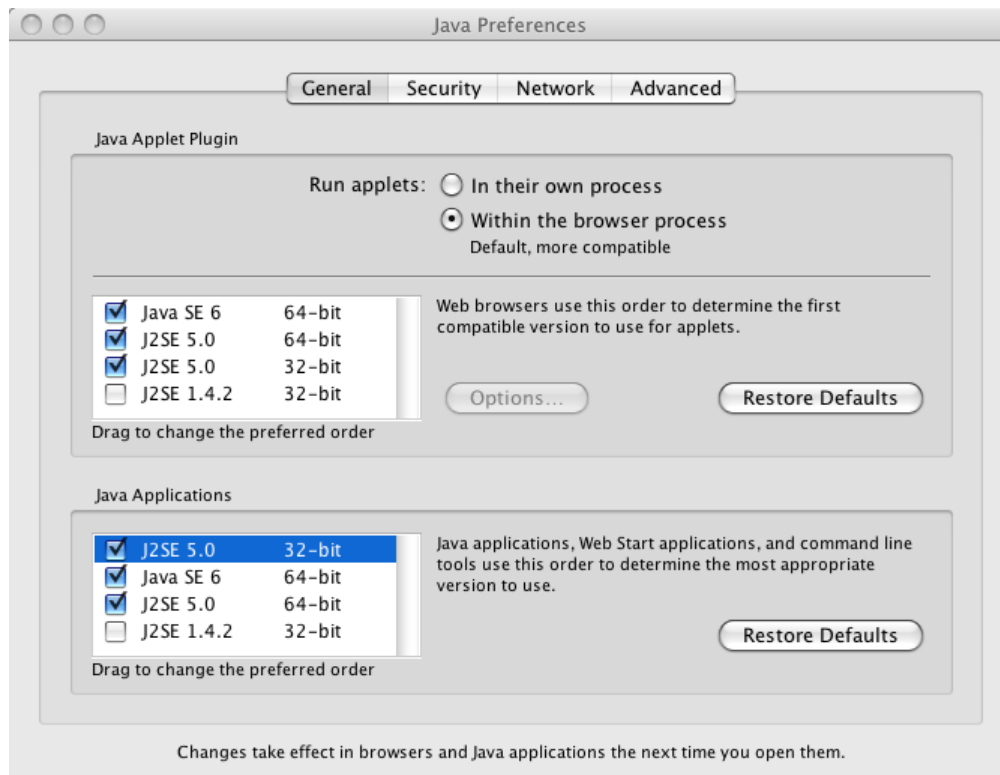 Java Preferences
General Security Network Advanced
Java Applet Plugin
Run applets: In their own process
Within the browser process
Default, more compatible
Java SE 6 64-bit
J2SE 5.0 64-bit
J2SE 5.0 32-bit
J2SE 1.4.2 32-bit
Drag to change the preferred order
Web browsers use this order to determine the first
compatible version to use for applets.
Options...
Restore Defaults
Java Applications
J2SE 5.0 32-bit
Java SE 6 64-bit
J2SE 5.0 64-bit
J2SE 1.4.2 32-bit
Drag to change the preferred order
Java applications, Web Start applications, and command line
tools use this order to determine the most appropriate
version to use.
Restore Defaults
Changes take effect in browsers and Java applications the next time you open them.